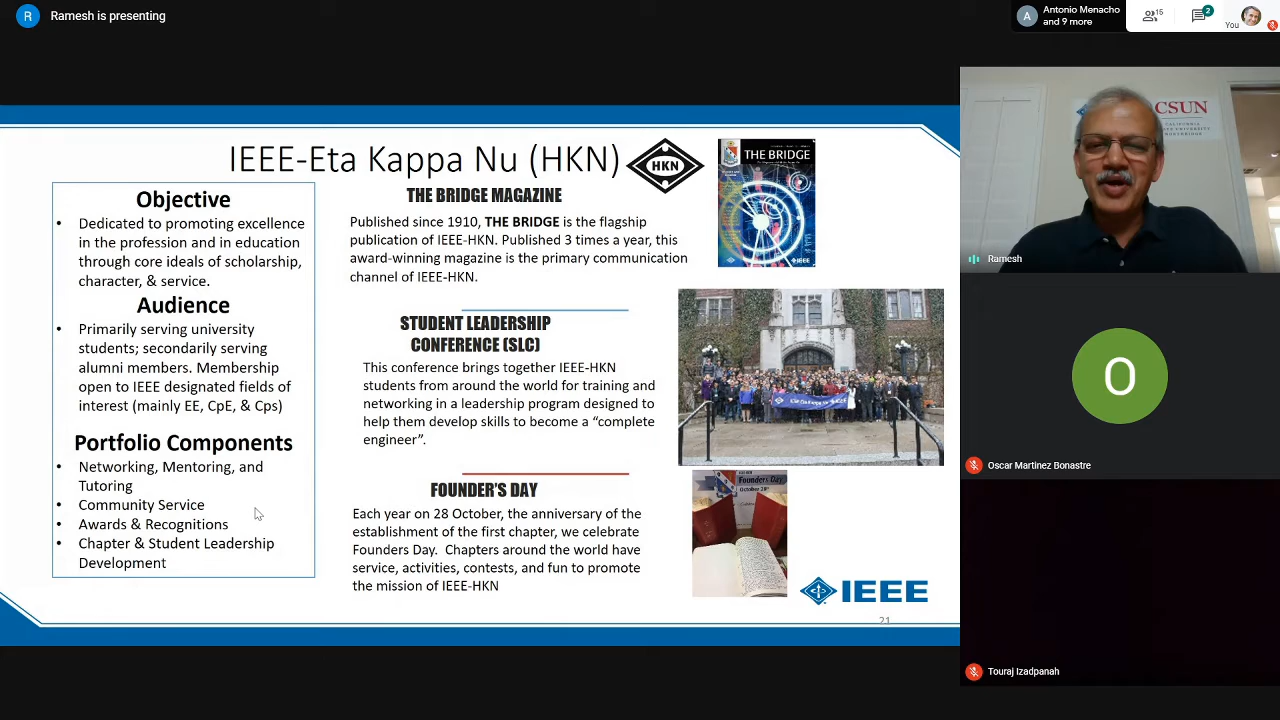 R
Ramesh is presenting
A
Antonio Menacho
and 9 more
15
2
You
IEEE-Eta Kappa Nu (HKN)
HKN
Objective
• Dedicated to promoting excellence
in the profession and in education
through core ideals of scholarship,
character, & service.
Audience
• Primarily serving university
students; secondarily serving
alumni members. Membership
open to IEEE designated fields of
interest (mainly EE, CpE, & Cps)
Portfolio Components
• Networking, Mentoring, and
Tutoring
• Community Service
• Awards & Recognitions
• Chapter & Student Leadership
Development
THE BRIDGE MAGAZINE
Published since 1910, THE BRIDGE is the flagship
publication of IEEE-HKN. Published 3 times a year, this
award-winning magazine is the primary communication
channel of IEEE-HKN.
THE BRIDGE
IEEE
STUDENT LEADERSHIP
CONFERENCE (SLC)
This conference brings together IEEE-HKN
students from around the world for training and
networking in a leadership program designed to
help them develop skills to become a “complete
engineer”.
FOUNDER'S DAY
Each year on 28 October, the anniversary of the
establishment of the first chapter, we celebrate
Founders Day. Chapters around the world have
service, activities, contests, and fun to promote
the mission of IEEE-HKN
Founders Day
IEEE
21
CSUN
Ramesh
O
Oscar Martinez Bonastre
Touraj Izadpanah